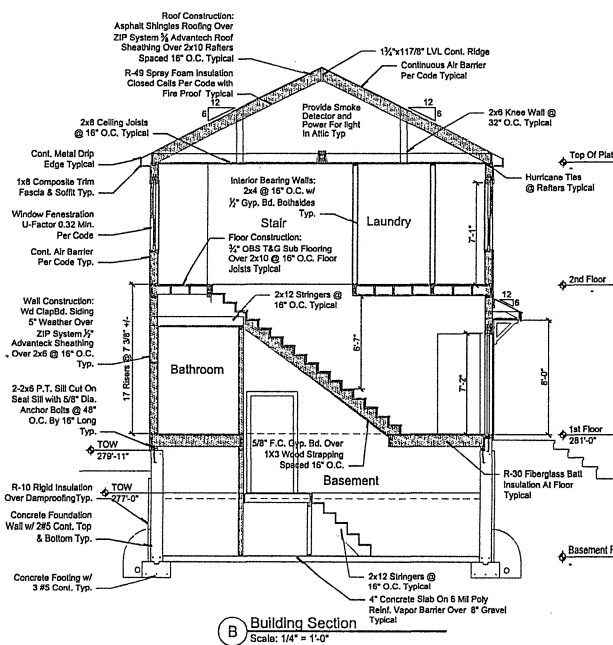 Roof Construction:
Asphalt Shingles Roofing Over
ZIP System ⅝ Advantech Roof
Sheathing Over 2x10 Rafters
Spaced 16" O.C. Typical
R-49 Spray Foam Insulation
Closed Cells Per Code with
Fire Proof Typical
1¾"x117/8" LVL Cont. Ridge
Continuous Air Barrier
Per Code Typical
12
6
Provide Smoke
Detector and
Power For light
In Attic Typ
12
6
2x8 Ceiling Joists
@ 16" O.C. Typical
2x6 Knee Wall @
32" O.C. Typical
Cont. Metal Drip
Edge Typical
Top Of Plat
Hurricane Ties
@ Rafters Typical
1x8 Composite Trim
Fascia & Soffit Typ.
Interior Bearing Walls:
2x4 @ 16" O.C. w/
½" Gyp. Bd. Bothsides
Typ.
Window Fenestration
U-Factor 0.32 Min.
Per Code
Stair
Laundry
7'-1"
Cont. Air Barrier
Per Code Typ.
Floor Construction:
¾" OBS T&G Sub Flooring
Over 2x10 @ 16" O.C. Floor
Joists Typical
2nd Floor
12
6
Wall Construction:
Wd ClapBd. Siding
5" Weather Over
ZIP System ½"
Advanteck Sheathing
Over 2x6 @ 16" O.C.
Typ.
17 Risers @ 7 3/8" +/-
2x12 Stringers @
16" O.C. Typical
Bathroom
6'-7"
7'-2"
8'-0"
2-2x6 P.T. Sill Cut On
Seal Sill with 5/8" Dia.
Anchor Bolts @ 48"
O.C. By 16" Long
Typ.
1st Floor
281'-0"
5/8" F.C. Gyp. Bd. Over
1X3 Wood Strapping
Spaced 16" O.C.
TOW
279'-11"
Basement
R-30 Fiberglass Batt
Insulation At Floor
Typical
R-10 Rigid Insulation
Over Damproofing Typ.
TOW
277'-0"
Concrete Foundation
Wall w/ 2#5 Cont. Top
& Bottom Typ.
Basement F
Concrete Footing w/
3 #5 Cont. Typ.
2x12 Stringers @
16" O.C. Typical
4" Concrete Slab On 6 Mil Poly
Reinf. Vapor Barrier Over 8" Gravel
Typical
B
Building Section
Scale: 1/4" = 1'-0"